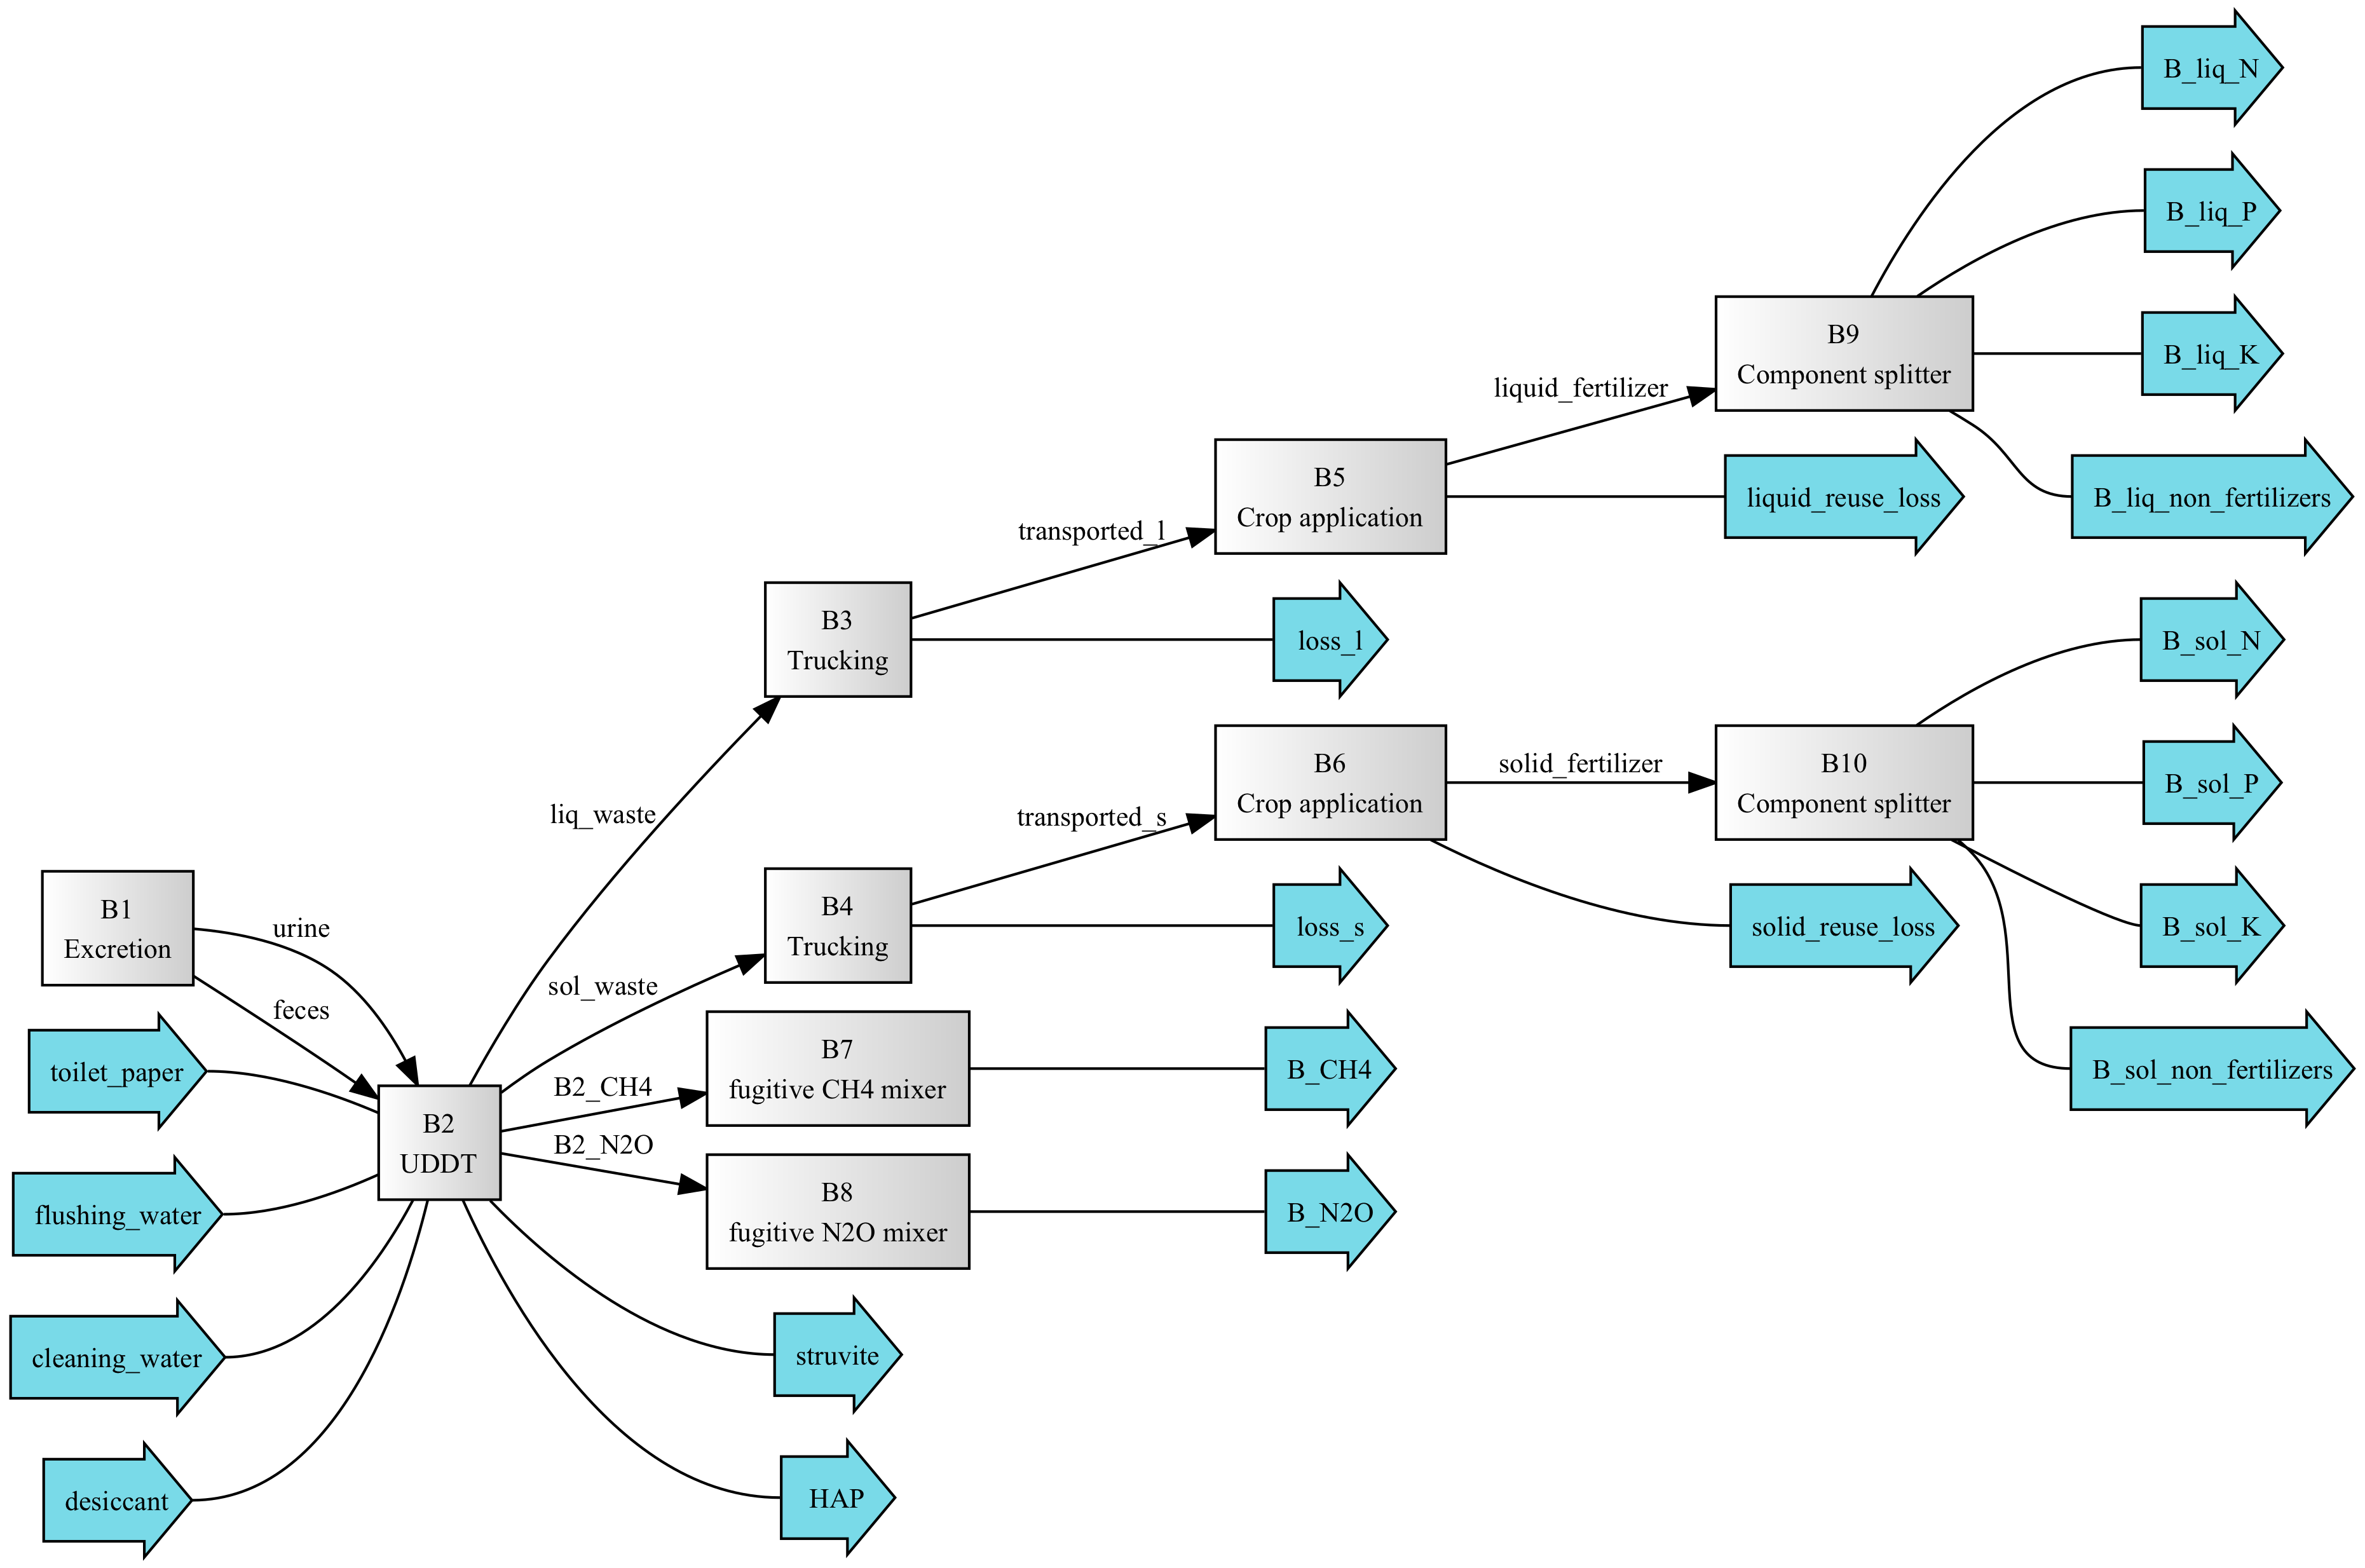 B1
Excretion
urine
feces
toilet_paper
flushing_water
cleaning_water
desiccant
B2
UDDT
liq_waste
sol_waste
B2_CH4
B2_N2O
B3
Trucking
B4
Trucking
B7
fugitive CH4 mixer
B8
fugitive N2O mixer
struvite
HAP
transported_l
loss_l
transported_s
loss_s
B_CH4
B_N2O
B5
Crop application
B6
Crop application
liquid_fertilizer
liquid_reuse_loss
solid_fertilizer
solid_reuse_loss
B9
Component splitter
B10
Component splitter
B_liq_N
B_liq_P
B_liq_K
B_liq_non_fertilizers
B_sol_N
B_sol_P
B_sol_K
B_sol_non_fertilizers